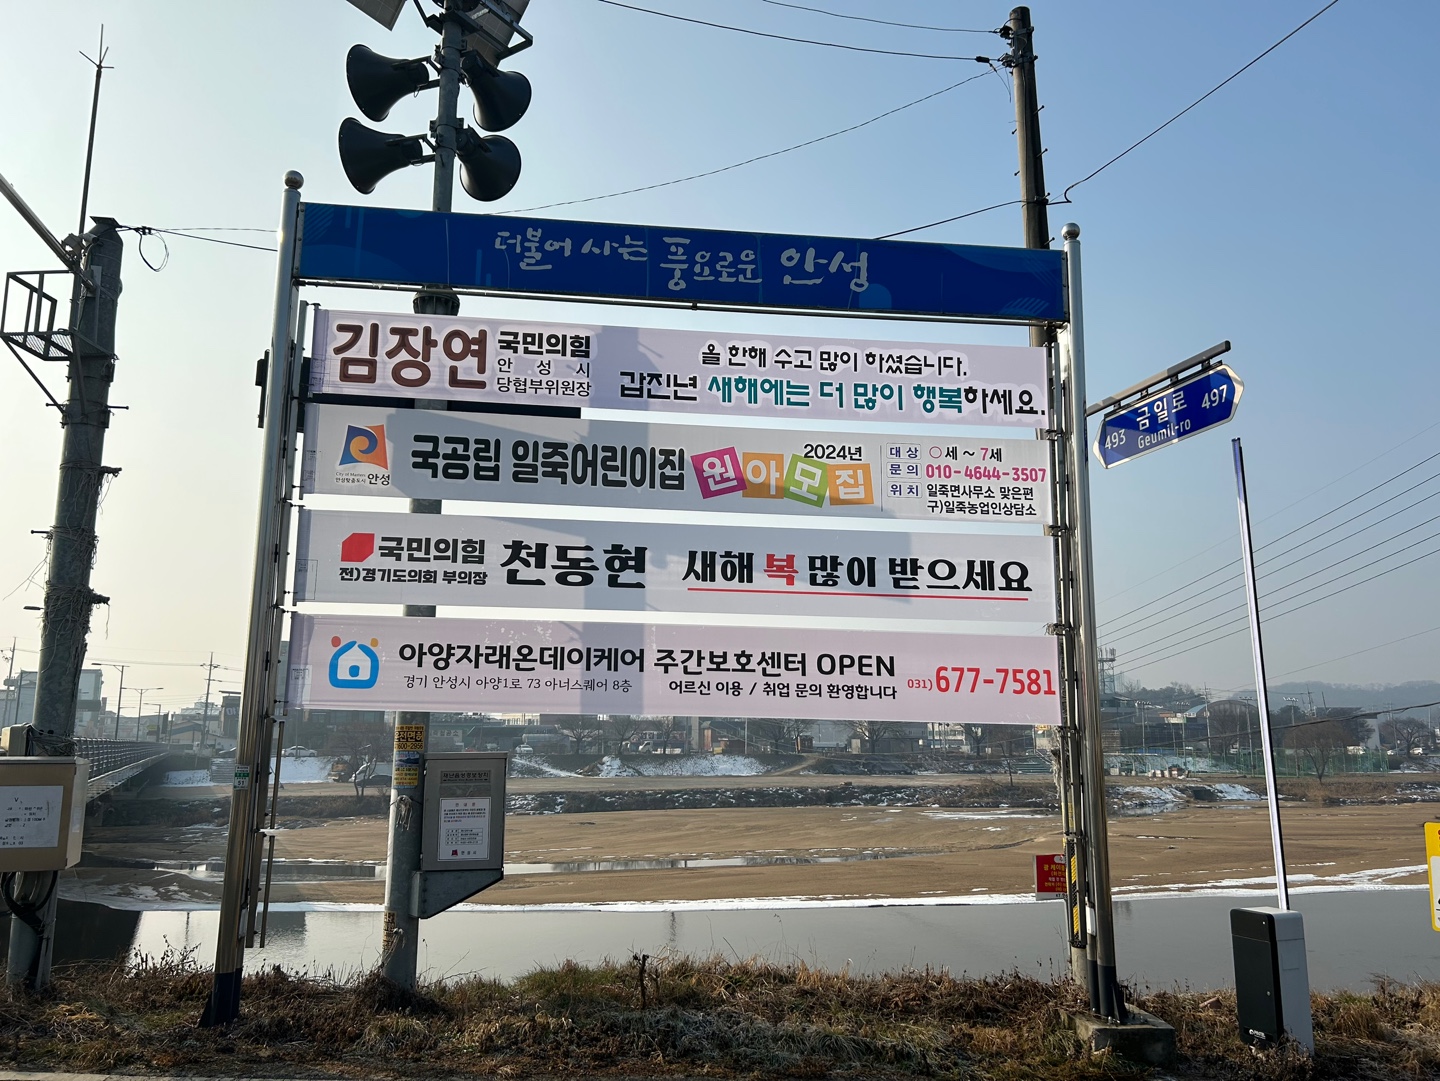 더불어 사는 풍요로운 안성
김장연
국민의힘
안 성 시
당협부위원장
올 한해 수고 많이 하셨습니다.
갑진년 새해에는 더 많이 행복하세요.
안성
국공립 일죽어린이집
2024년
원아모집
대 상 ○세 ~ 7세
문 의 010-4644-3507
위 치 일죽면사무소 맞은편
구)일죽농업인상담소
국민의힘
전)경기도의회 부의장
천동현
새해 복 많이 받으세요
아양자래온데이케어 주간보호센터 OPEN
경기 안성시 아양1로 73 아너스퀘어 8층
어르신 이용 / 취업 문의 환영합니다
031)677-7581
금일로
493 Geumil-ro 497